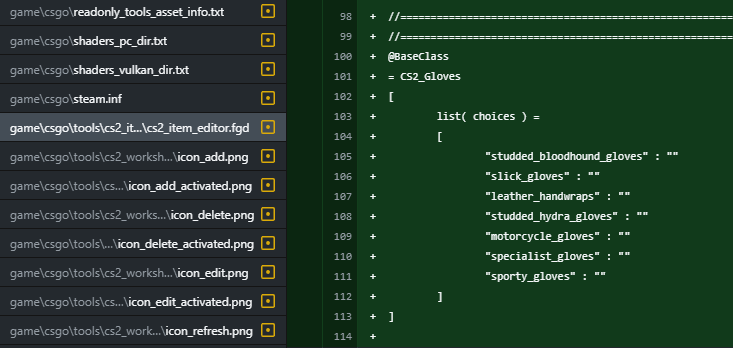 game\csgo\readonly_tools_asset_info.txt
game\csgo\shaders_pc_dir.txt
game\csgo\shaders_vulkan_dir.txt
game\csgo\steam.inf
game\csgo\tools\cs2_it...\cs2_item_editor.fgd
game\csgo\tools\cs2_worksh...\icon_add.png
game\csgo\tools\cs...\icon_add_activated.png
game\csgo\tools\cs2_works...\icon_delete.png
game\csgo\tools\...\icon_delete_activated.png
game\csgo\tools\cs2_worksh...\icon_edit.png
game\csgo\tools\cs...\icon_edit_activated.png
game\csgo\tools\cs2_work...\icon_refresh.png
98 + //====================================================
99 + //====================================================
100 + @BaseClass
101 + = CS2_Gloves
102 + [
103 + list( choices ) =
104 + [
105 + "studded_bloodhound_gloves" : ""
106 + "slick_gloves" : ""
107 + "leather_handwraps" : ""
108 + "studded_hydra_gloves" : ""
109 + "motorcycle_gloves" : ""
110 + "specialist_gloves" : ""
111 + "sporty_gloves" : ""
112 + ]
113 + ]
114 +